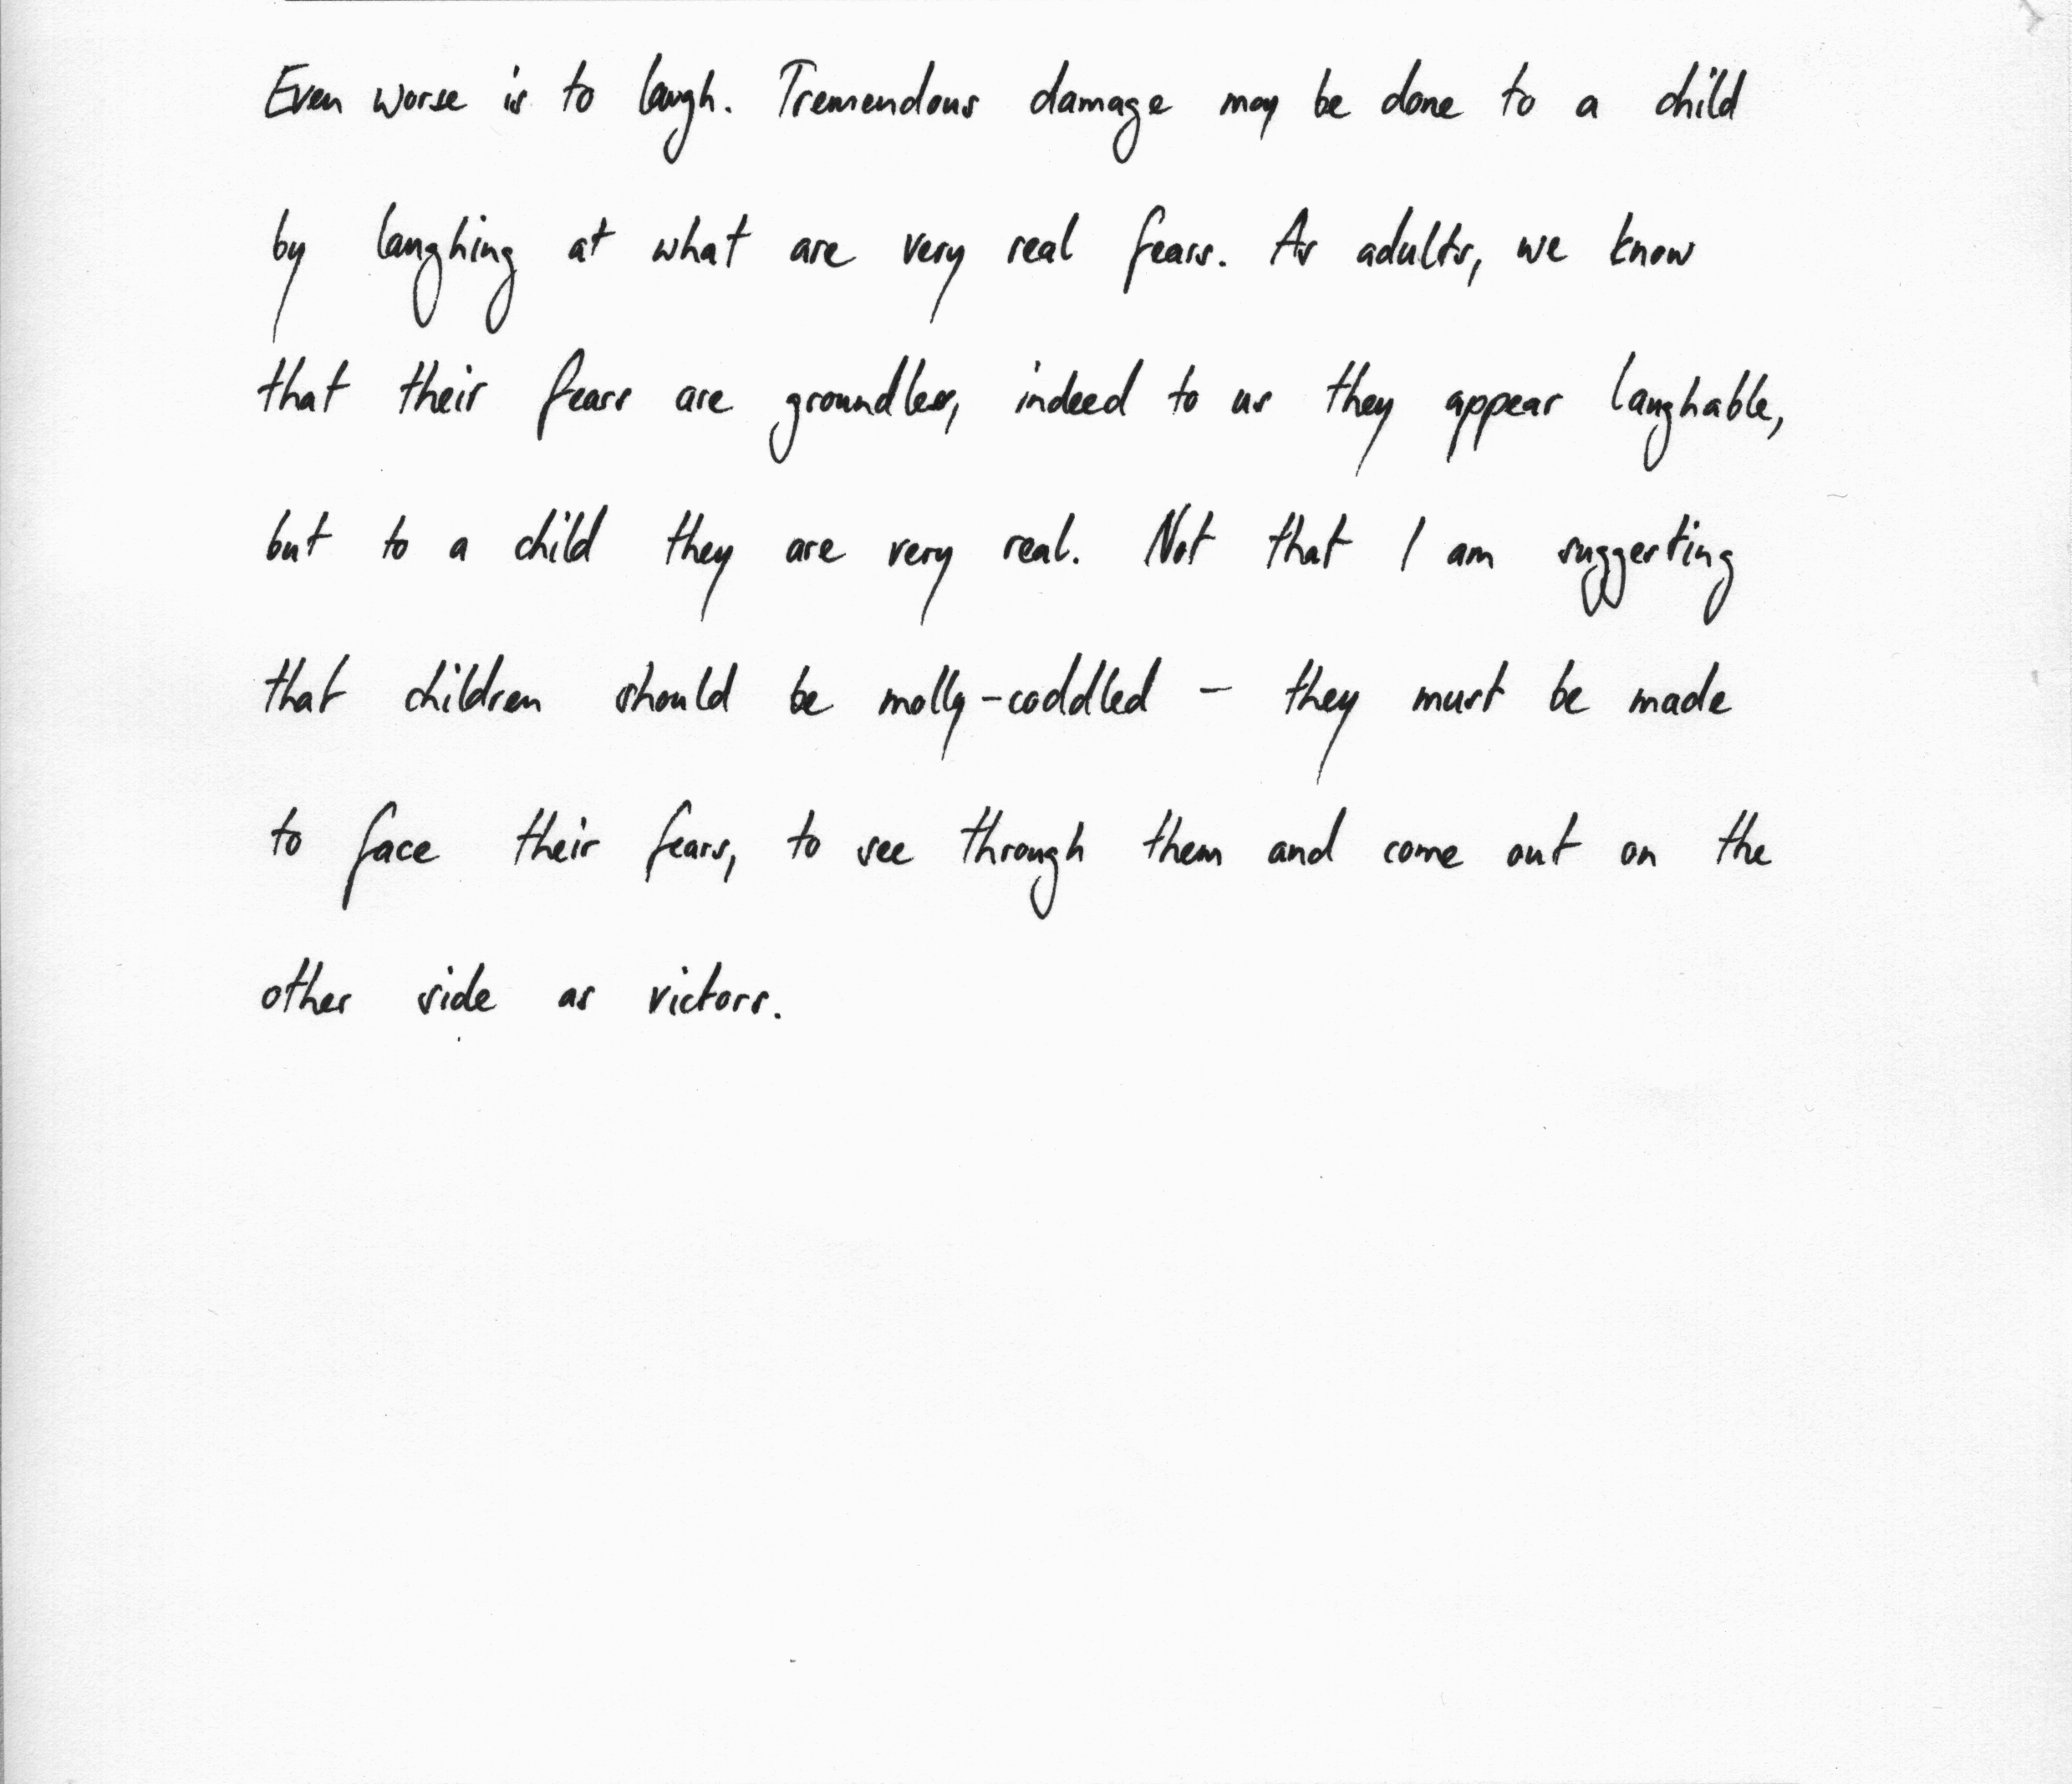 Even worse is to laugh. Tremendous damage may be done to a child
by laughing at what are very real fears. As adults, we know
that their fears are groundless, indeed to us they appear laughable,
but to a child they are very real. Not that I am suggesting
that children should be molly-coddled - they must be made
to face their fears, to see through them and come out on the
other side as victors.